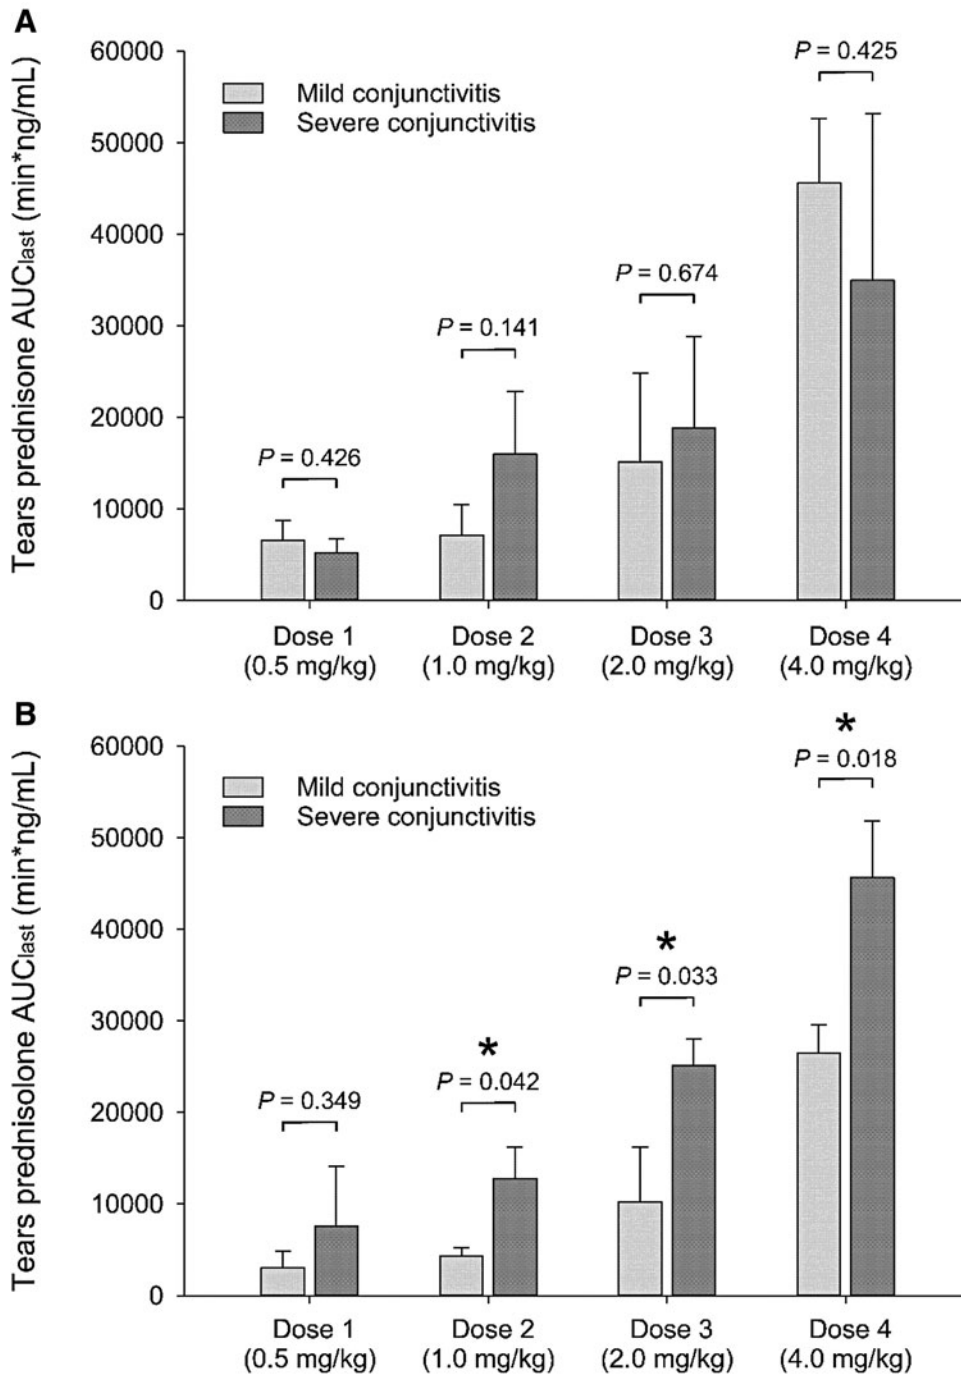 A
Tears prednisone AUClast (min*ng/mL)
60000
50000
40000
30000
20000
10000
0
Mild conjunctivitis
Severe conjunctivitis
P = 0.426
P = 0.141
P = 0.674
P = 0.425
Dose 1
(0.5 mg/kg)
Dose 2
(1.0 mg/kg)
Dose 3
(2.0 mg/kg)
Dose 4
(4.0 mg/kg)
B
Tears prednisolone AUClast (min*ng/mL)
60000
50000
40000
30000
20000
10000
0
Mild conjunctivitis
Severe conjunctivitis
P = 0.349
*
P = 0.042
*
P = 0.033
*
P = 0.018
Dose 1
(0.5 mg/kg)
Dose 2
(1.0 mg/kg)
Dose 3
(2.0 mg/kg)
Dose 4
(4.0 mg/kg)